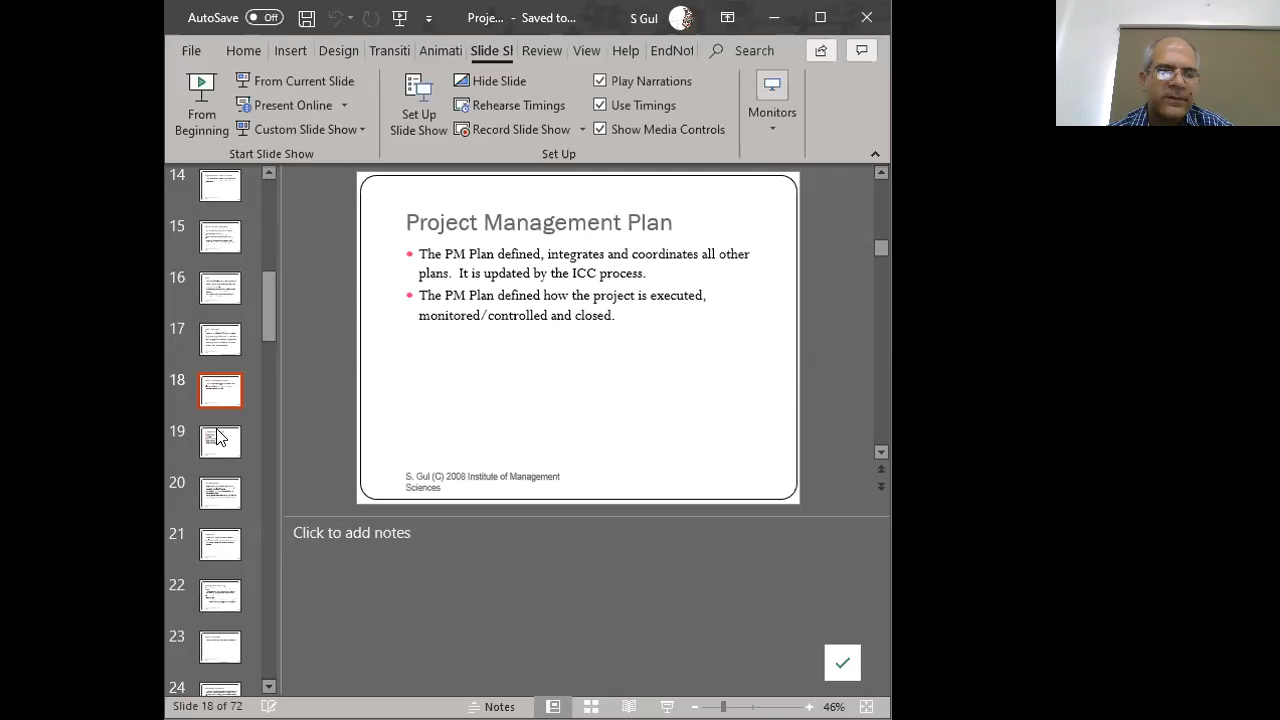 AutoSave Off Proje... - Saved to... S Gul
File Home Insert Design Transiti Animati Slide Sl Review View Help EndNot Search
From Beginning
From Current Slide
Present Online
Custom Slide Show
Start Slide Show
Set Up Slide Show
Hide Slide
Rehearse Timings
Record Slide Show
Play Narrations
Use Timings
Show Media Controls
Set Up
Monitors
14
15
16
17
18
19
20
21
22
23
24
Project Management Plan
• The PM Plan defined, integrates and coordinates all other
plans. It is updated by the ICC process.
• The PM Plan defined how the project is executed,
monitored/controlled and closed.
S. Gul (C) 2008 Institute of Management
Sciences
Click to add notes
Slide 18 of 72 Notes 46%